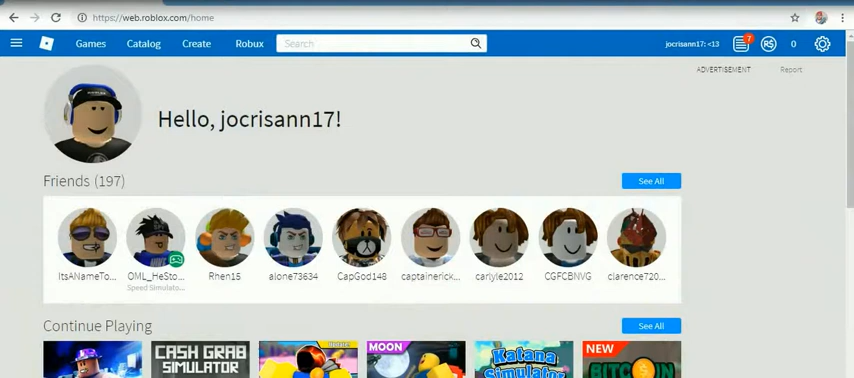 https://web.roblox.com/home
Games Catalog Create Robux Search jocrisann17: <13 7 R$ 0
ADVERTISEMENT Report
Hello, jocrisann17!
Friends (197) See All
ItsANameTo... OML_HeSto... Rhen15 alone73634 CapGod148 captainerick... carlyle2012 CGFCBNVG clarence720...
Speed Simulato...
Continue Playing See All
MOON NEW
CASH GRAB Katana BITCOIN
SIMULATOR Simulator